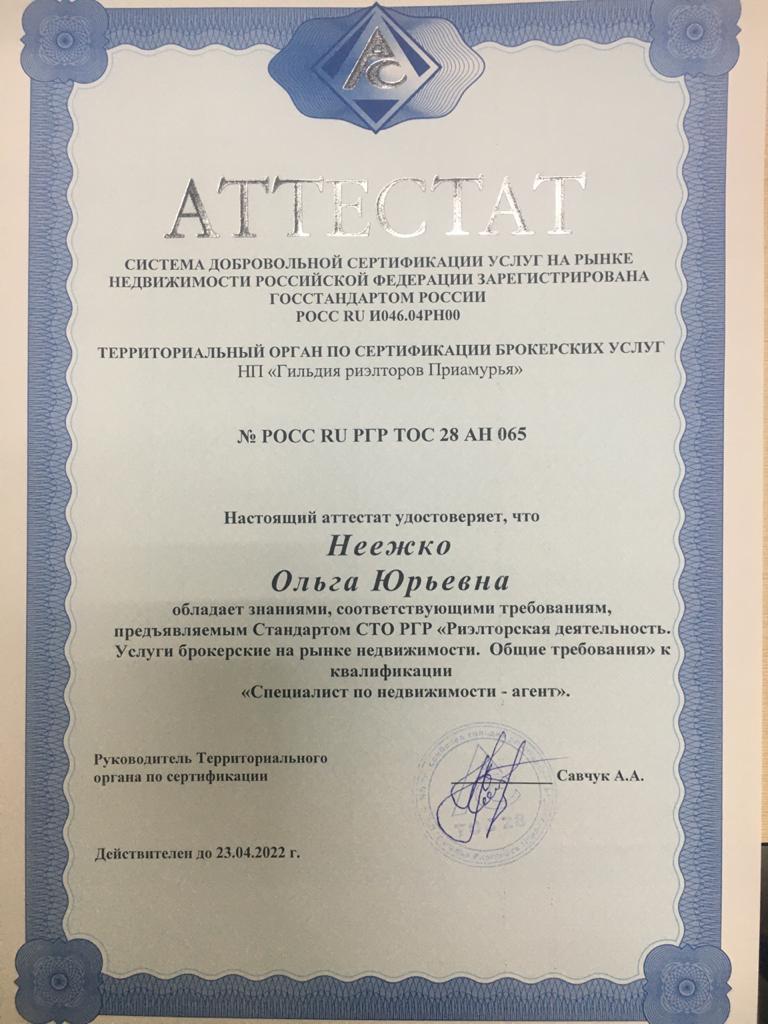 АС
АТТЕСТАТ
СИСТЕМА ДОБРОВОЛЬНОЙ СЕРТИФИКАЦИИ УСЛУГ НА РЫНКЕ
НЕДВИЖИМОСТИ РОССИЙСКОЙ ФЕДЕРАЦИИ ЗАРЕГИСТРИРОВАНА
ГОССТАНДАРТОМ РОССИИ
РОСС RU И046.04РН00
ТЕРРИТОРИАЛЬНЫЙ ОРГАН ПО СЕРТИФИКАЦИИ БРОКЕРСКИХ УСЛУГ
НП «Гильдия риэлторов Приамурья»
№ РОСС RU РГР ТОС 28 АН 065
Настоящий аттестат удостоверяет, что
Неежко
Ольга Юрьевна
обладает знаниями, соответствующими требованиям,
предъявляемым Стандартом СТО РГР «Риэлторская деятельность.
Услуги брокерские на рынке недвижимости. Общие требования» к
квалификации
«Специалист по недвижимости - агент».
Руководитель Территориального
органа по сертификации
Савчук А.А.
ТОС 28
Действителен до 23.04.2022 г.